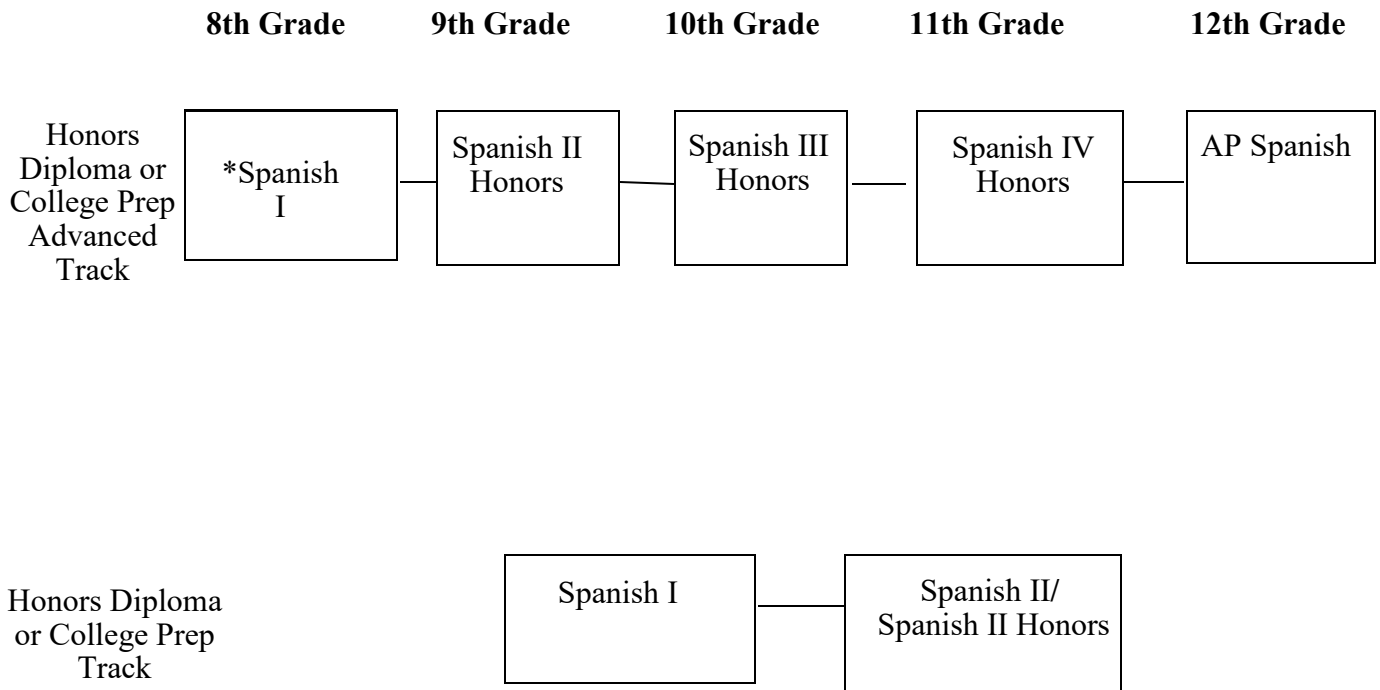 8th Grade 9th Grade 10th Grade 11th Grade 12th Grade
Honors
Diploma or
College Prep
Advanced
Track
*Spanish
I
Spanish II
Honors
Spanish III
Honors
Spanish IV
Honors
AP Spanish
Honors Diploma
or College Prep
Track
Spanish I
Spanish II/
Spanish II Honors